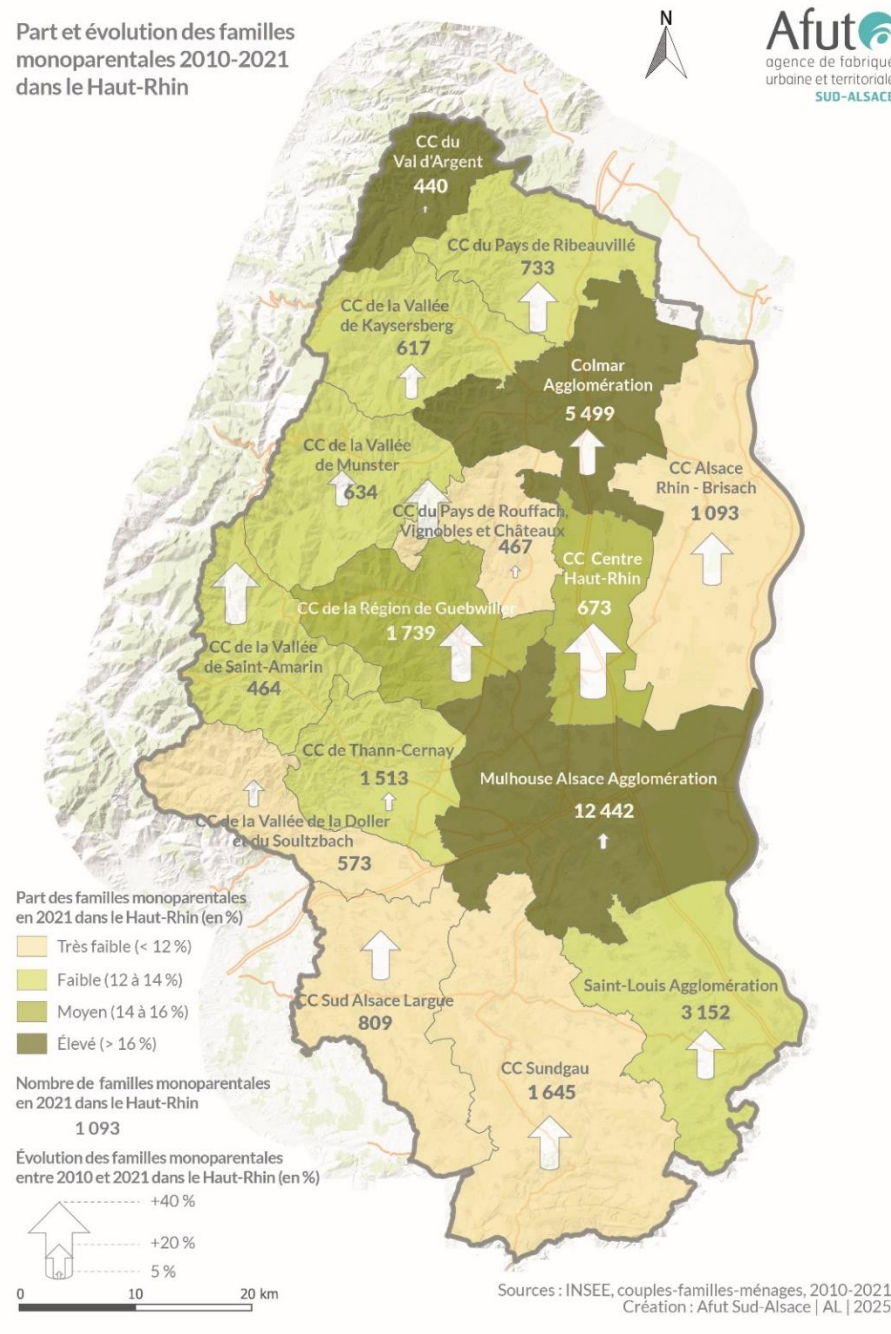 Part et évolution des familles
monoparentales 2010-2021
dans le Haut-Rhin
N
Afut
agence de fabrique
urbaine et territoriale
SUD-ALSACE
CC du
Val d'Argent
440
CC du Pays de Ribeauvillé
733
CC de la Vallée
de Kaysersberg
617
Colmar
Agglomération
5 499
CC de la Vallée
de Munster
634
CC Alsace
Rhin - Brisach
1 093
CC du Pays de Rouffach,
Vignobles et Châteaux
467
CC Centre
Haut-Rhin
673
CC de la Région de Guebwiller
1 739
CC de la Vallée
de Saint-Amarin
464
CC de Thann-Cernay
1 513
Mulhouse Alsace Agglomération
12 442
CC de la Vallée de la Doller
et du Soultzbach
573
CC Sud Alsace Largue
809
Saint-Louis Agglomération
3 152
CC Sundgau
1 645
Part des familles monoparentales
en 2021 dans le Haut-Rhin (en %)
Très faible (< 12 %)
Faible (12 à 14 %)
Moyen (14 à 16 %)
Élevé (> 16 %)
Nombre de familles monoparentales
en 2021 dans le Haut-Rhin
1 093
Évolution des familles monoparentales
entre 2010 et 2021 dans le Haut-Rhin (en %)
+40 %
+20 %
5 %
0 10 20 km
Sources : INSEE, couples-familles-ménages, 2010-2021
Création : Afut Sud-Alsace | AL | 2025